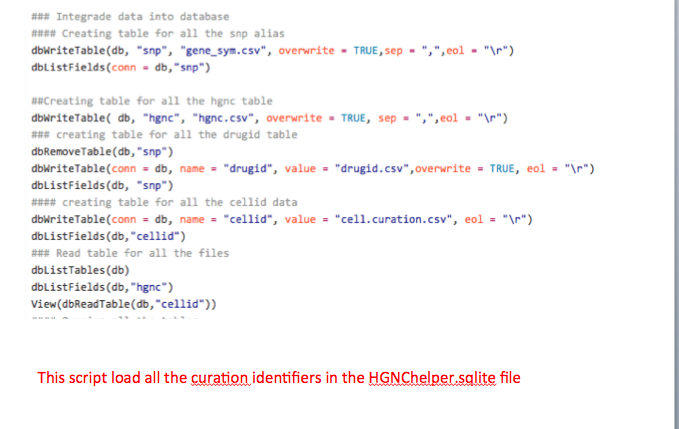 ### Integrade data into database
#### Creating table for all the snp alias
dbWriteTable(db, "snp", "gene_sym.csv", overwrite = TRUE,sep = ",",eol = "\r")
dbListFields(conn = db,"snp")
##Creating table for all the hgnc table
dbWriteTable( db, "hgnc", "hgnc.csv", overwrite = TRUE, sep = ",",eol = "\r")
### creating table for all the drugid table
dbRemoveTable(db,"snp")
dbWriteTable(conn = db, name = "drugid", value = "drugid.csv",overwrite = TRUE, eol = "\r")
dbListFields(db, "snp")
#### creating table for all the cellid data
dbWriteTable(conn = db, name = "cellid", value = "cell.curation.csv", eol = "\r")
dbListFields(db,"cellid")
### Read table for all the files
dbListTables(db)
dbListFields(db,"hgnc")
View(dbReadTable(db,"cellid"))
This script load all the curation identifiers in the HGNChelper.sqlite file